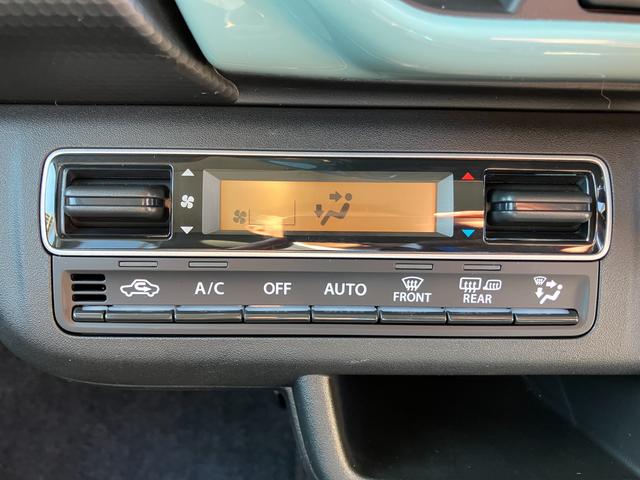 A/C OFF AUTO FRONT REAR